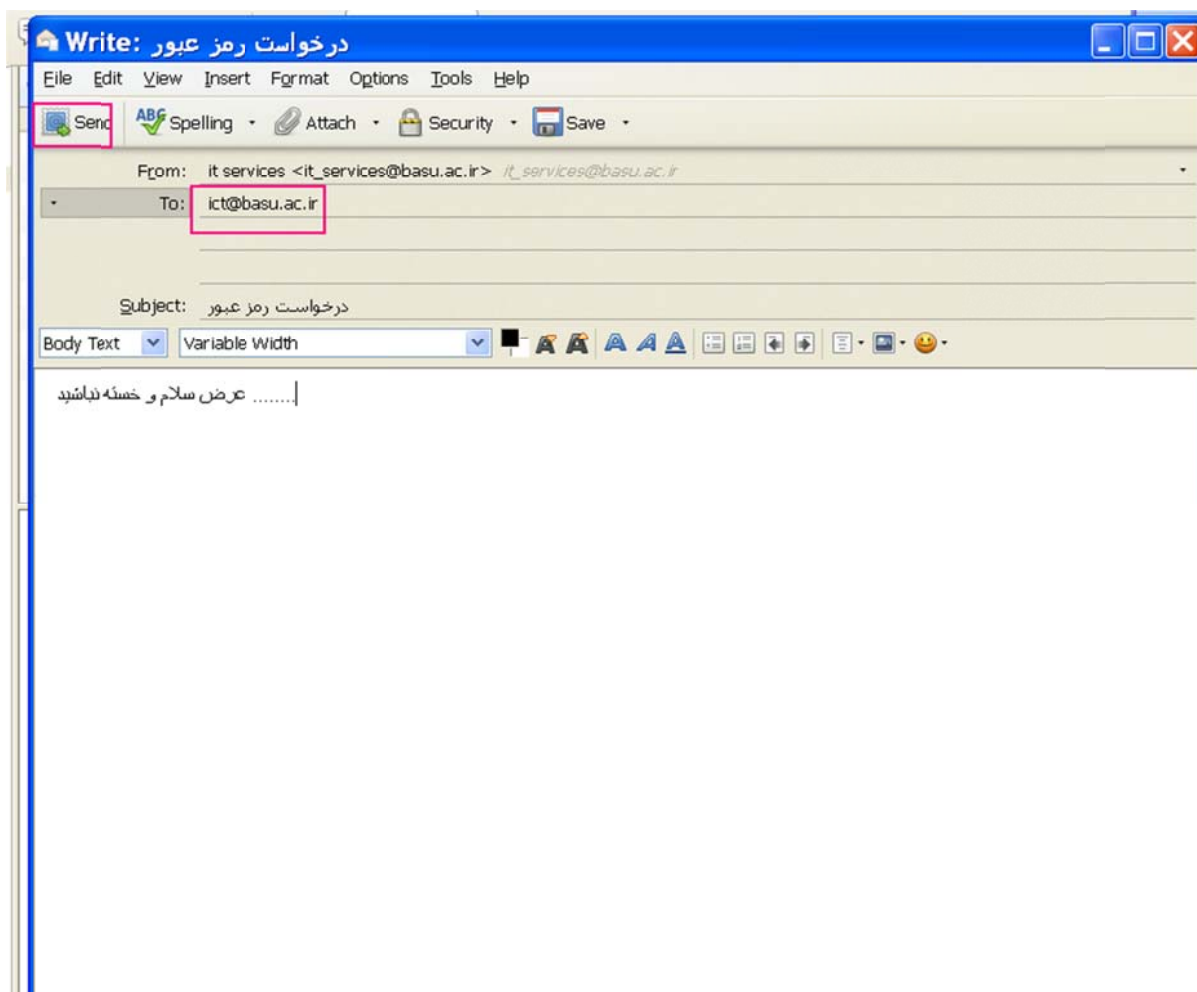 Write: درخواست رمز عبور
File Edit View Insert Format Options Tools Help
Send Spelling Attach Security Save
From: it services <it_services@basu.ac.ir> it_services@basu.ac.ir
To: ict@basu.ac.ir
Subject: درخواست رمز عبور
Body Text Variable Width
عرض سلام و خسته نباشید ........